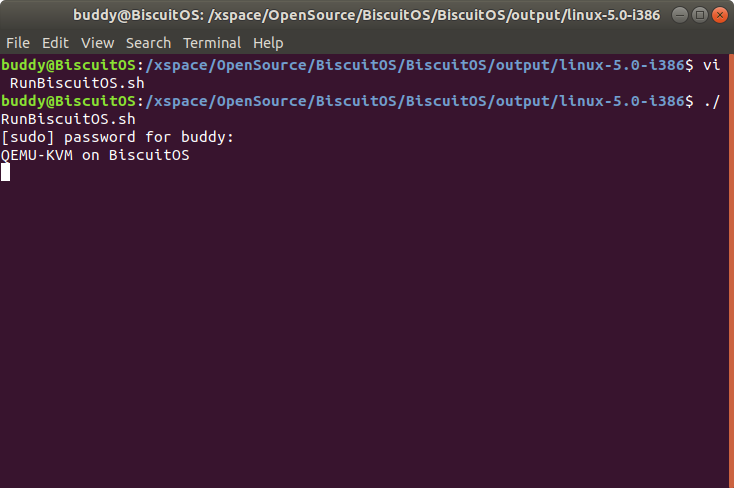 buddy@BiscuitOS: /xspace/OpenSource/BiscuitOS/BiscuitOS/output/linux-5.0-i386
File Edit View Search Terminal Help
buddy@BiscuitOS:/xspace/OpenSource/BiscuitOS/BiscuitOS/output/linux-5.0-i386$ vi
 RunBiscuitOS.sh
buddy@BiscuitOS:/xspace/OpenSource/BiscuitOS/BiscuitOS/output/linux-5.0-i386$ ./
RunBiscuitOS.sh
[sudo] password for buddy:
QEMU-KVM on BiscuitOS